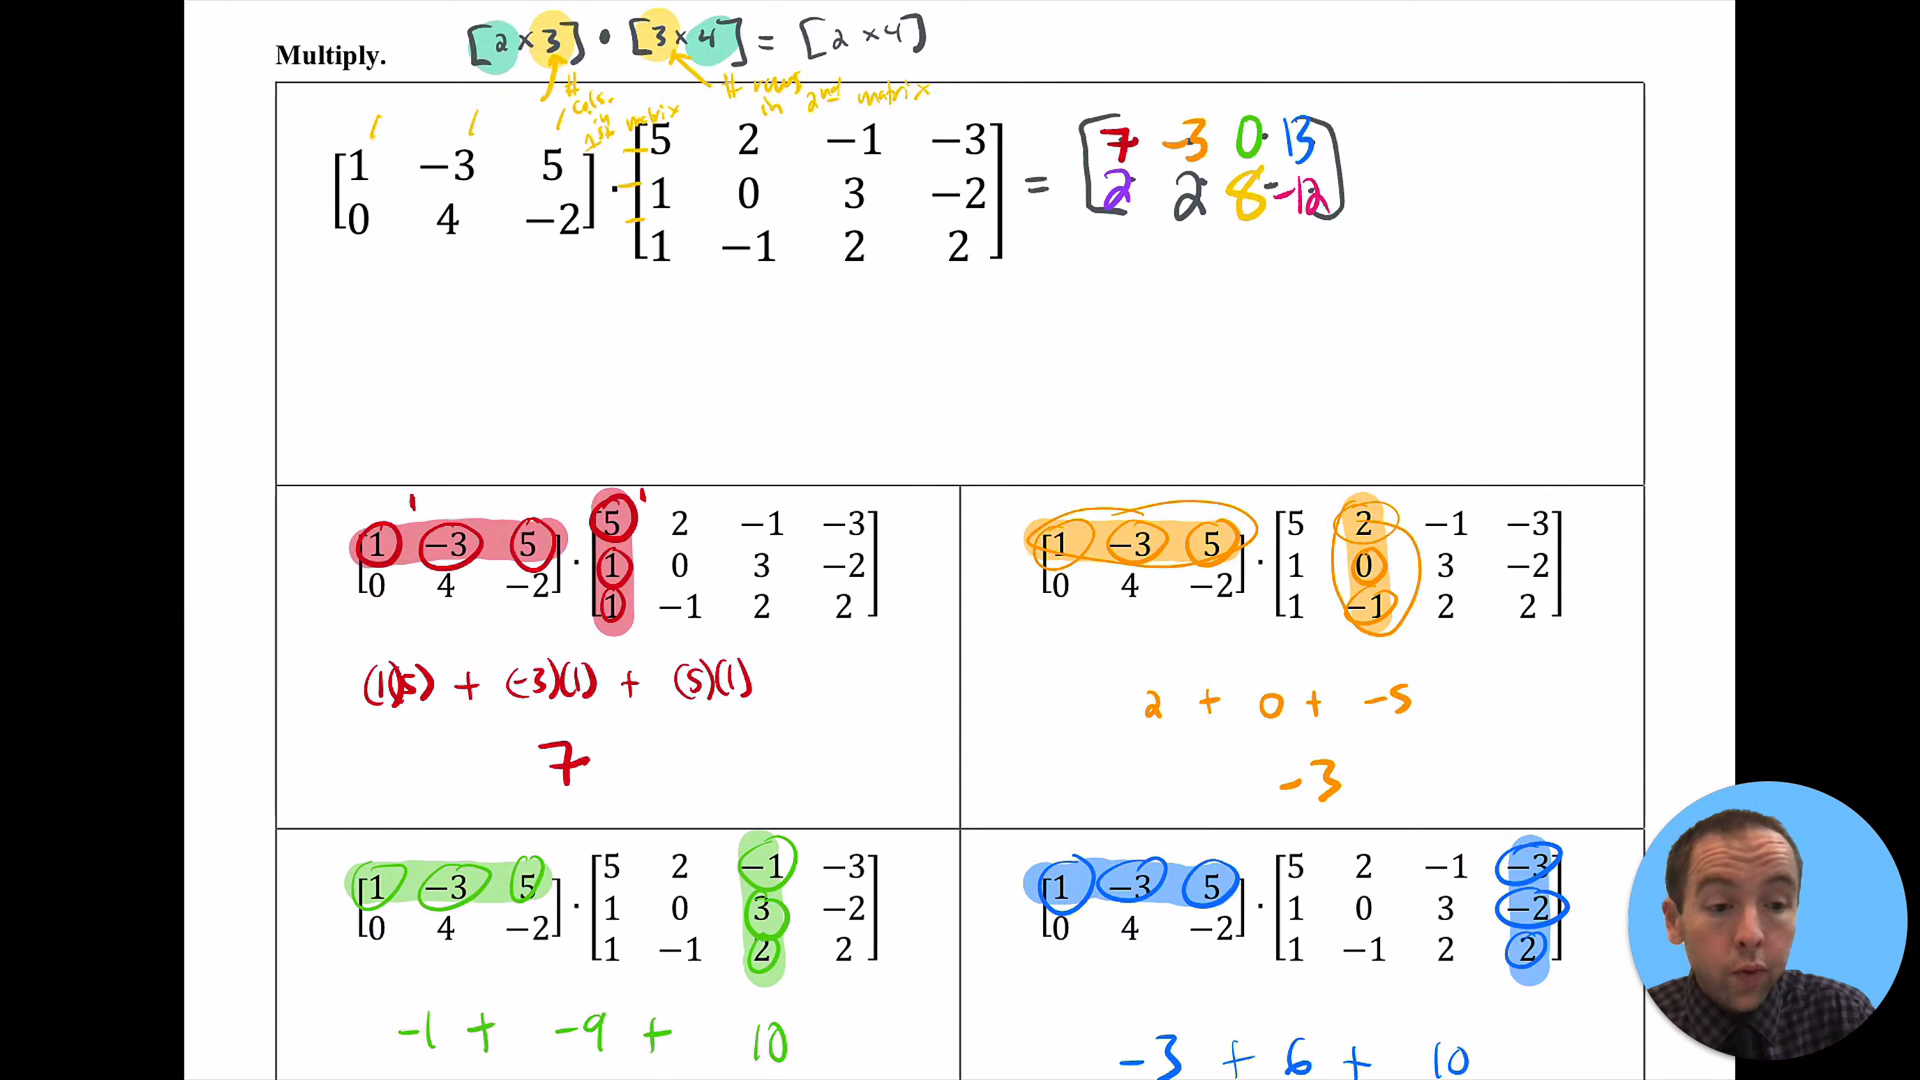 Multiply. [2 × 3] • [3 × 4] = [2 × 4]
# cols. in 1st matrix
# rows in 2nd matrix
[1 −3 5
0 4 −2] · [5 2 −1 −3
1 0 3 −2
1 −1 2 2] = [7 -3 0 13
2 2 8 -12]
[1 −3 5
0 4 −2] · [5 2 −1 −3
1 0 3 −2
1 −1 2 2]
(1)(5) + (-3)(1) + (5)(1)
7
[1 −3 5
0 4 −2] · [5 2 −1 −3
1 0 3 −2
1 −1 2 2]
2 + 0 + -5
-3
[1 −3 5
0 4 −2] · [5 2 −1 −3
1 0 3 −2
1 −1 2 2]
-1 + -9 + 10
[1 −3 5
0 4 −2] · [5 2 −1 −3
1 0 3 −2
1 −1 2 2]
-3 + 6 + 10